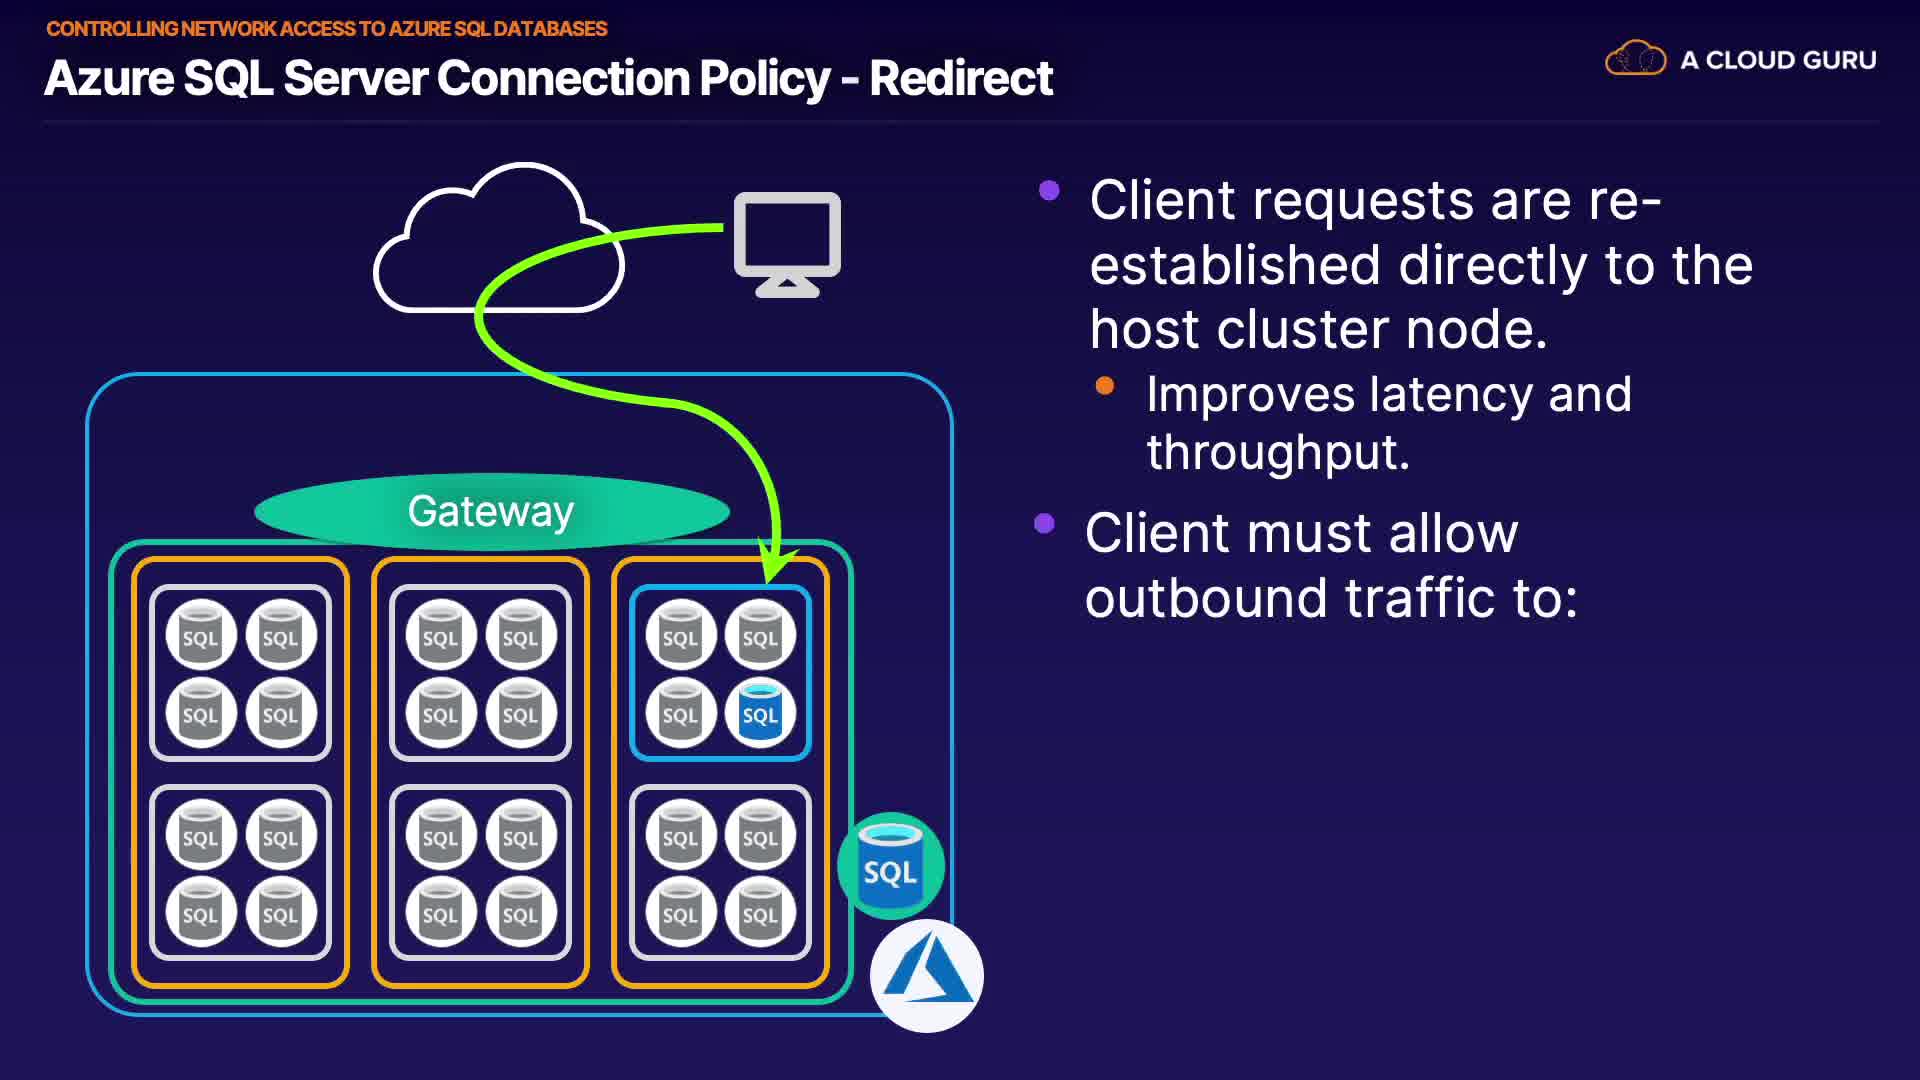 CONTROLLING NETWORK ACCESS TO AZURE SQL DATABASES
Azure SQL Server Connection Policy - Redirect
A CLOUD GURU
Client requests are re-
established directly to the
host cluster node.
Improves latency and
throughput.
Client must allow
outbound traffic to:
Gateway
SQL SQL SQL SQL SQL SQL
SQL SQL SQL SQL SQL SQL
SQL SQL SQL SQL SQL SQL
SQL
SQL SQL SQL SQL SQL SQL